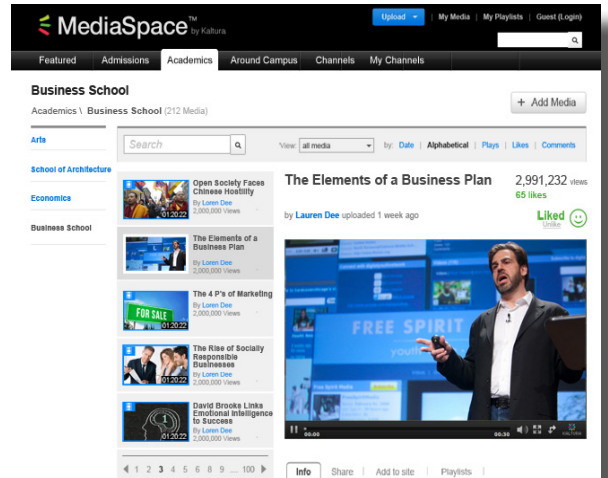 MediaSpace™ by Kaltura
Upload | My Media | My Playlists | Guest (Login)
Featured Admissions Academics Around Campus Channels My Channels
Business School
Academics \ Business School (212 Media)
+ Add Media
Arts
School of Architecture
Economics
Business School
Search
View: all media by: Date | Alphabetical | Plays | Likes | Comments
Open Society Faces
Chinese Hostility
By Loren Dee
2,000,000 Views
01:20:22
The Elements of a
Business Plan
By Loren Dee
2,000,000 Views
The 4 P's of Marketing
By Loren Dee
2,000,000 Views
FOR SALE
01:20:22
The Rise of Socially
Responsible
Businesses
By Loren Dee
2,000,000 Views
01:20:22
David Brooks Links
Emotional Intelligence
to Success
By Loren Dee
2,000,000 Views
01:20:22
1 2 3 4 5 6 8 9 ... 100
The Elements of a Business Plan
2,991,232 views
65 likes
by Lauren Dee uploaded 1 week ago
Liked
Unlike
FREE SPIRIT
youth
00:00
00:30
KALTURA
Info Share | Add to site | Playlists |